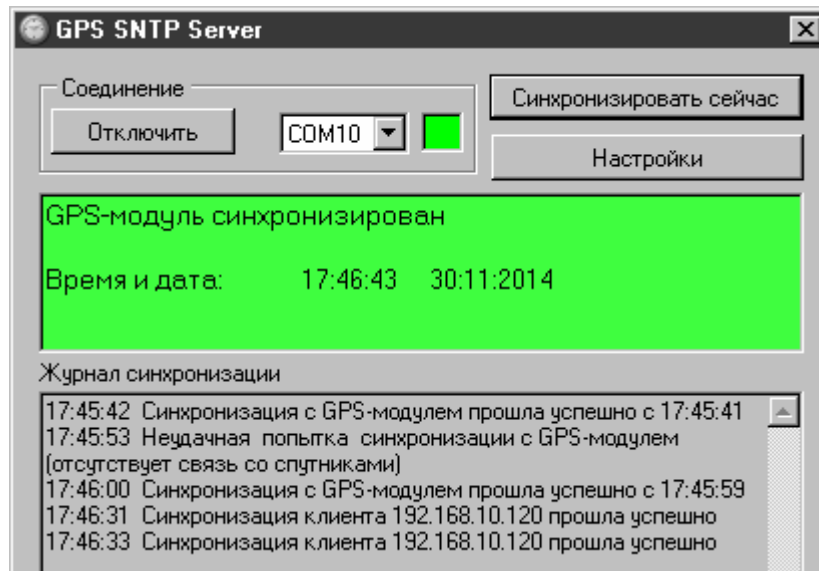 GPS SNTP Server
Соединение
Отключить
COM10
Синхронизировать сейчас
Настройки
GPS-модуль синхронизирован
Время и дата: 17:46:43 30:11:2014
Журнал синхронизации
17:45:42 Синхронизация с GPS-модулем прошла успешно с 17:45:41
17:45:53 Неудачная попытка синхронизации с GPS-модулем
(отсутствует связь со спутниками)
17:46:00 Синхронизация с GPS-модулем прошла успешно с 17:45:59
17:46:31 Синхронизация клиента 192.168.10.120 прошла успешно
17:46:33 Синхронизация клиента 192.168.10.120 прошла успешно